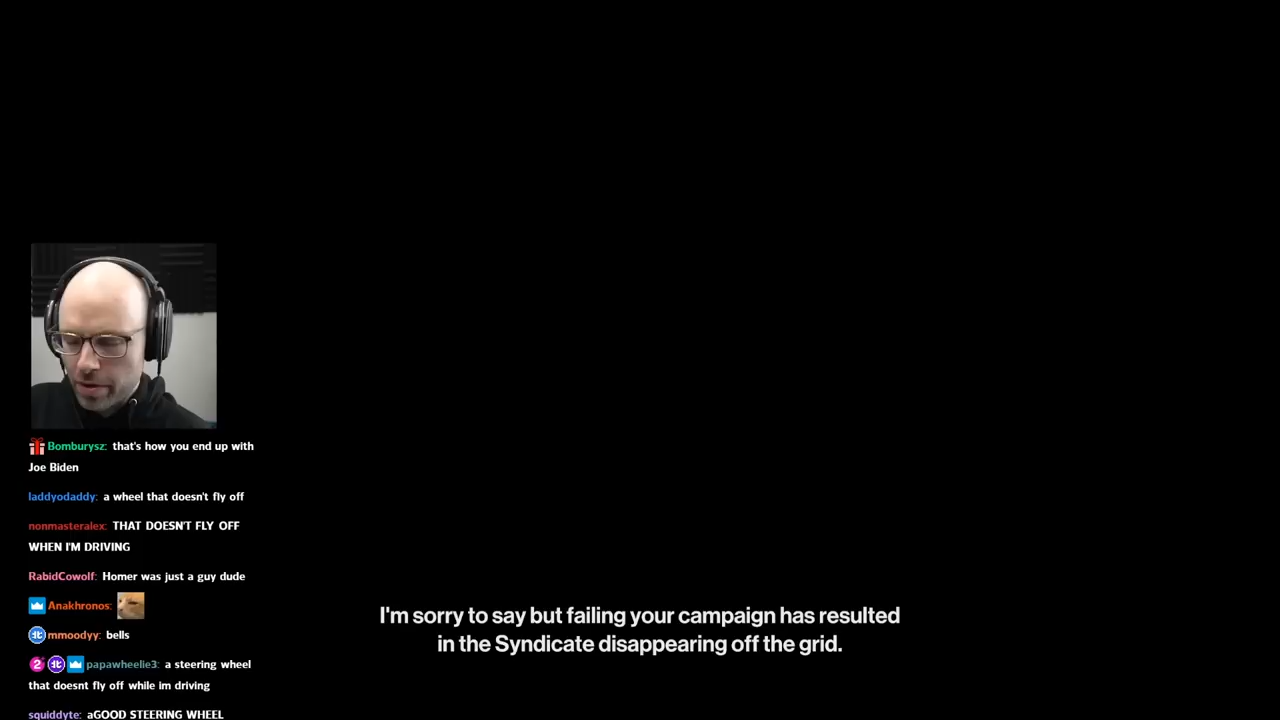 Bomburysz: that's how you end up with
Joe Biden
laddyodaddy: a wheel that doesn't fly off
nonmasteralex: THAT DOESN'T FLY OFF
WHEN I'M DRIVING
RabidCowolf: Homer was just a guy dude
Anakhronos:
mmoodyy: bells
2 papawheelie3: a steering wheel
that doesnt fly off while im driving
squiddyte: aGOOD STEERING WHEEL
I'm sorry to say but failing your campaign has resulted
in the Syndicate disappearing off the grid.